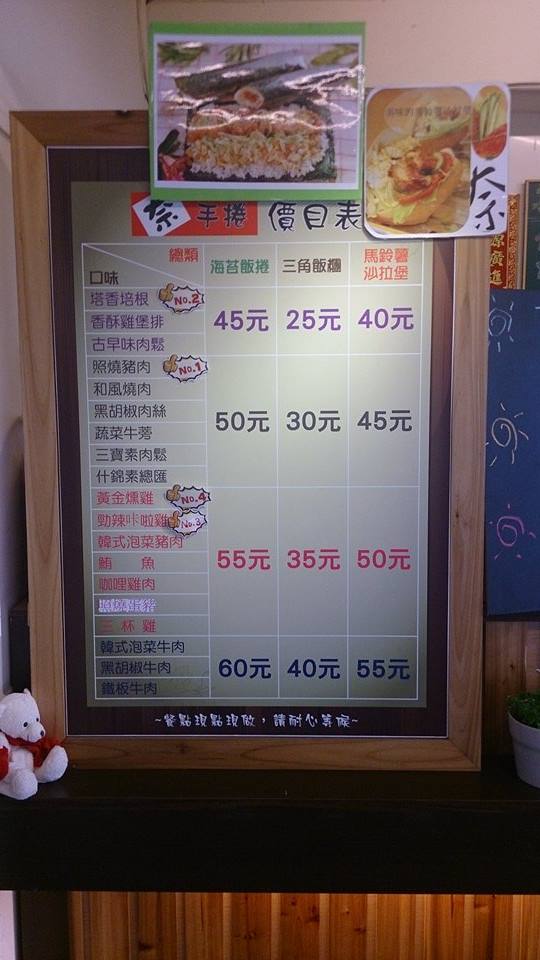 奈 手捲 價目表
總類
口味
海苔飯捲 三角飯糰 馬鈴薯沙拉堡
塔香培根 No.2
香酥雞堡排
古早味肉鬆
45元 25元 40元
照燒豬肉 No.1
和風燒肉
黑胡椒肉絲
蔬菜牛蒡
三寶素肉鬆
什錦素總匯
50元 30元 45元
黃金燻雞 No.4
勁辣咔啦雞 No.3
韓式泡菜豬肉
鮪魚
咖哩雞肉
三杯雞
55元 35元 50元
韓式泡菜牛肉
黑胡椒牛肉
鐵板牛肉
60元 40元 55元
~餐點現點現做，請耐心等候~
源廣進